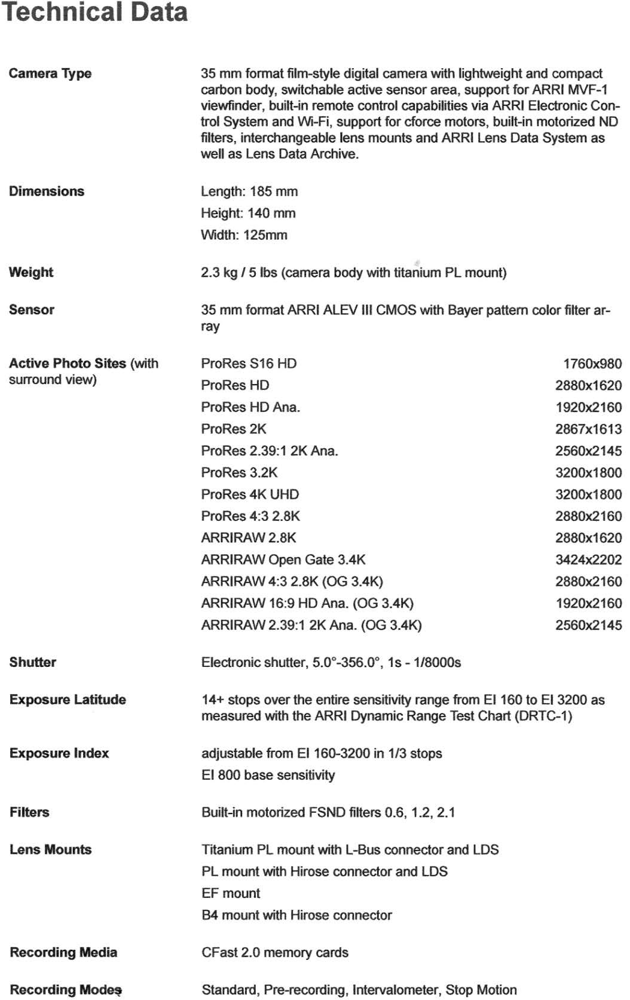 Technical Data
Camera Type 35 mm format film-style digital camera with lightweight and compact
carbon body, switchable active sensor area, support for ARRI MVF-1
viewfinder, built-in remote control capabilities via ARRI Electronic Con-
trol System and Wi-Fi, support for cforce motors, built-in motorized ND
filters, interchangeable lens mounts and ARRI Lens Data System as
well as Lens Data Archive.
Dimensions Length: 185 mm
Height: 140 mm
Width: 125mm
Weight 2.3 kg / 5 lbs (camera body with titanium PL mount)
Sensor 35 mm format ARRI ALEV III CMOS with Bayer pattern color filter ar-
ray
Active Photo Sites (with ProRes S16 HD 1760x980
surround view) ProRes HD 2880x1620
ProRes HD Ana. 1920x2160
ProRes 2K 2867x1613
ProRes 2.39:1 2K Ana. 2560x2145
ProRes 3.2K 3200x1800
ProRes 4K UHD 3200x1800
ProRes 4:3 2.8K 2880x2160
ARRIRAW 2.8K 2880x1620
ARRIRAW Open Gate 3.4K 3424x2202
ARRIRAW 4:3 2.8K (OG 3.4K) 2880x2160
ARRIRAW 16:9 HD Ana. (OG 3.4K) 1920x2160
ARRIRAW 2.39:1 2K Ana. (OG 3.4K) 2560x2145
Shutter Electronic shutter, 5.0°-356.0°, 1s - 1/8000s
Exposure Latitude 14+ stops over the entire sensitivity range from EI 160 to EI 3200 as
measured with the ARRI Dynamic Range Test Chart (DRTC-1)
Exposure Index adjustable from EI 160-3200 in 1/3 stops
EI 800 base sensitivity
Filters Built-in motorized FSND filters 0.6, 1.2, 2.1
Lens Mounts Titanium PL mount with L-Bus connector and LDS
PL mount with Hirose connector and LDS
EF mount
B4 mount with Hirose connector
Recording Media CFast 2.0 memory cards
Recording Modes Standard, Pre-recording, Intervalometer, Stop Motion